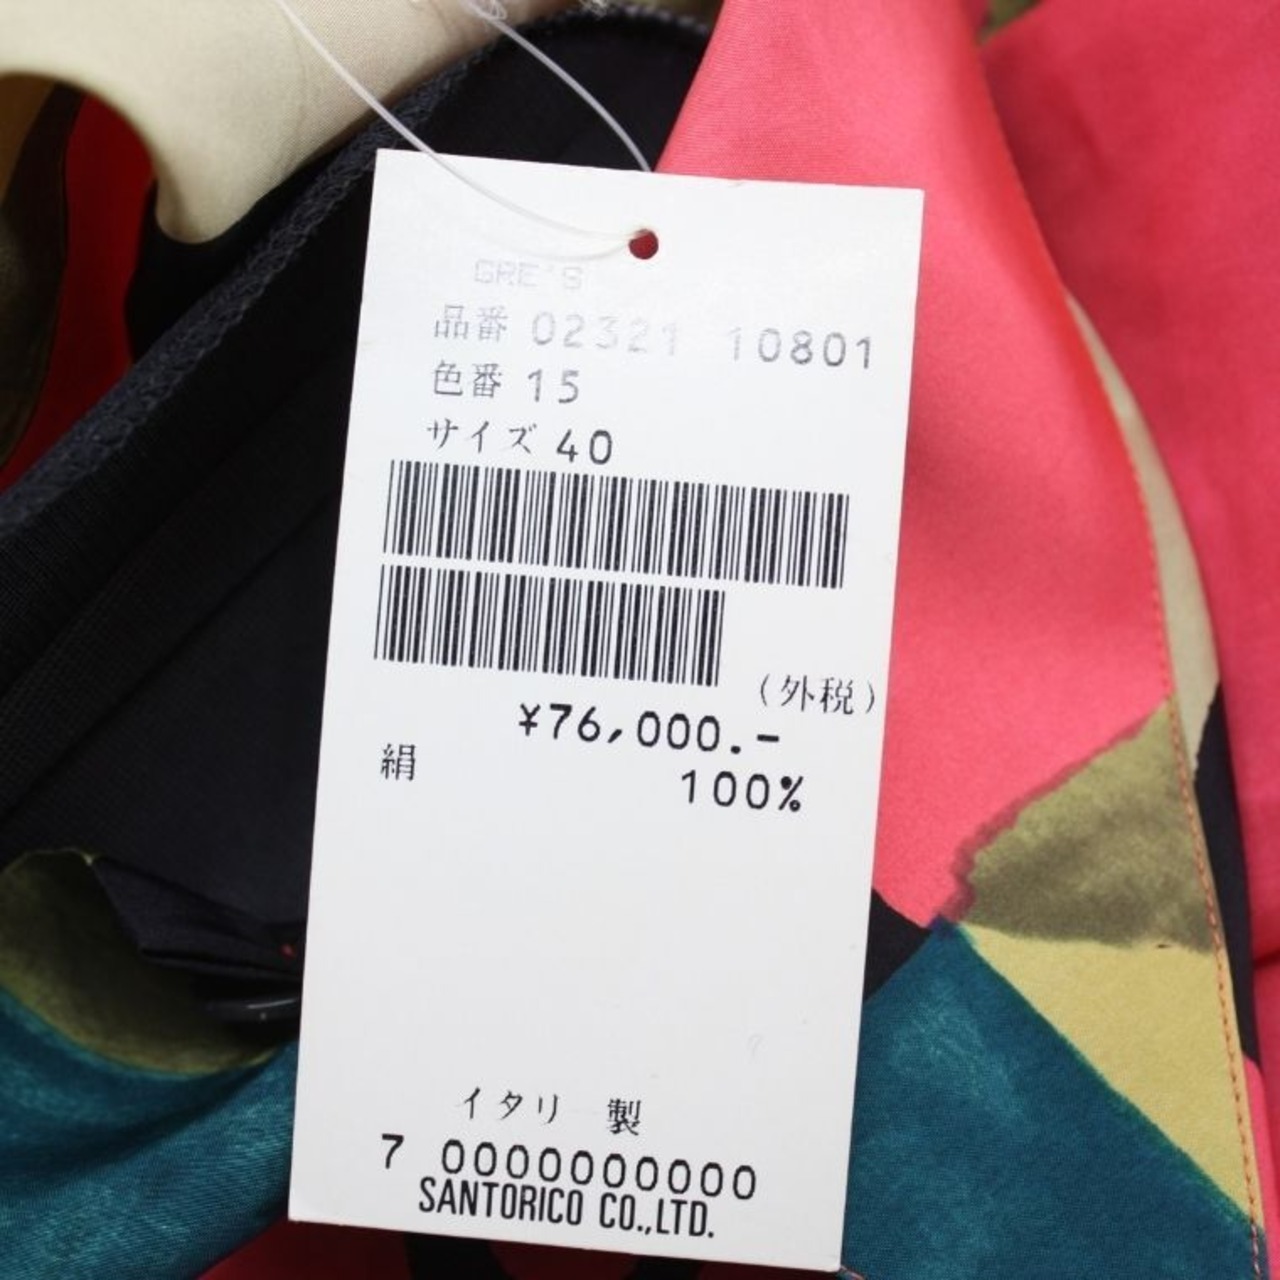 GRE'S
品番 02321 10801
色番 15
サイズ 40
(外税)
¥76,000.-
絹 100%
イタリー製
7 0000000000
SANTORICO CO.,LTD.